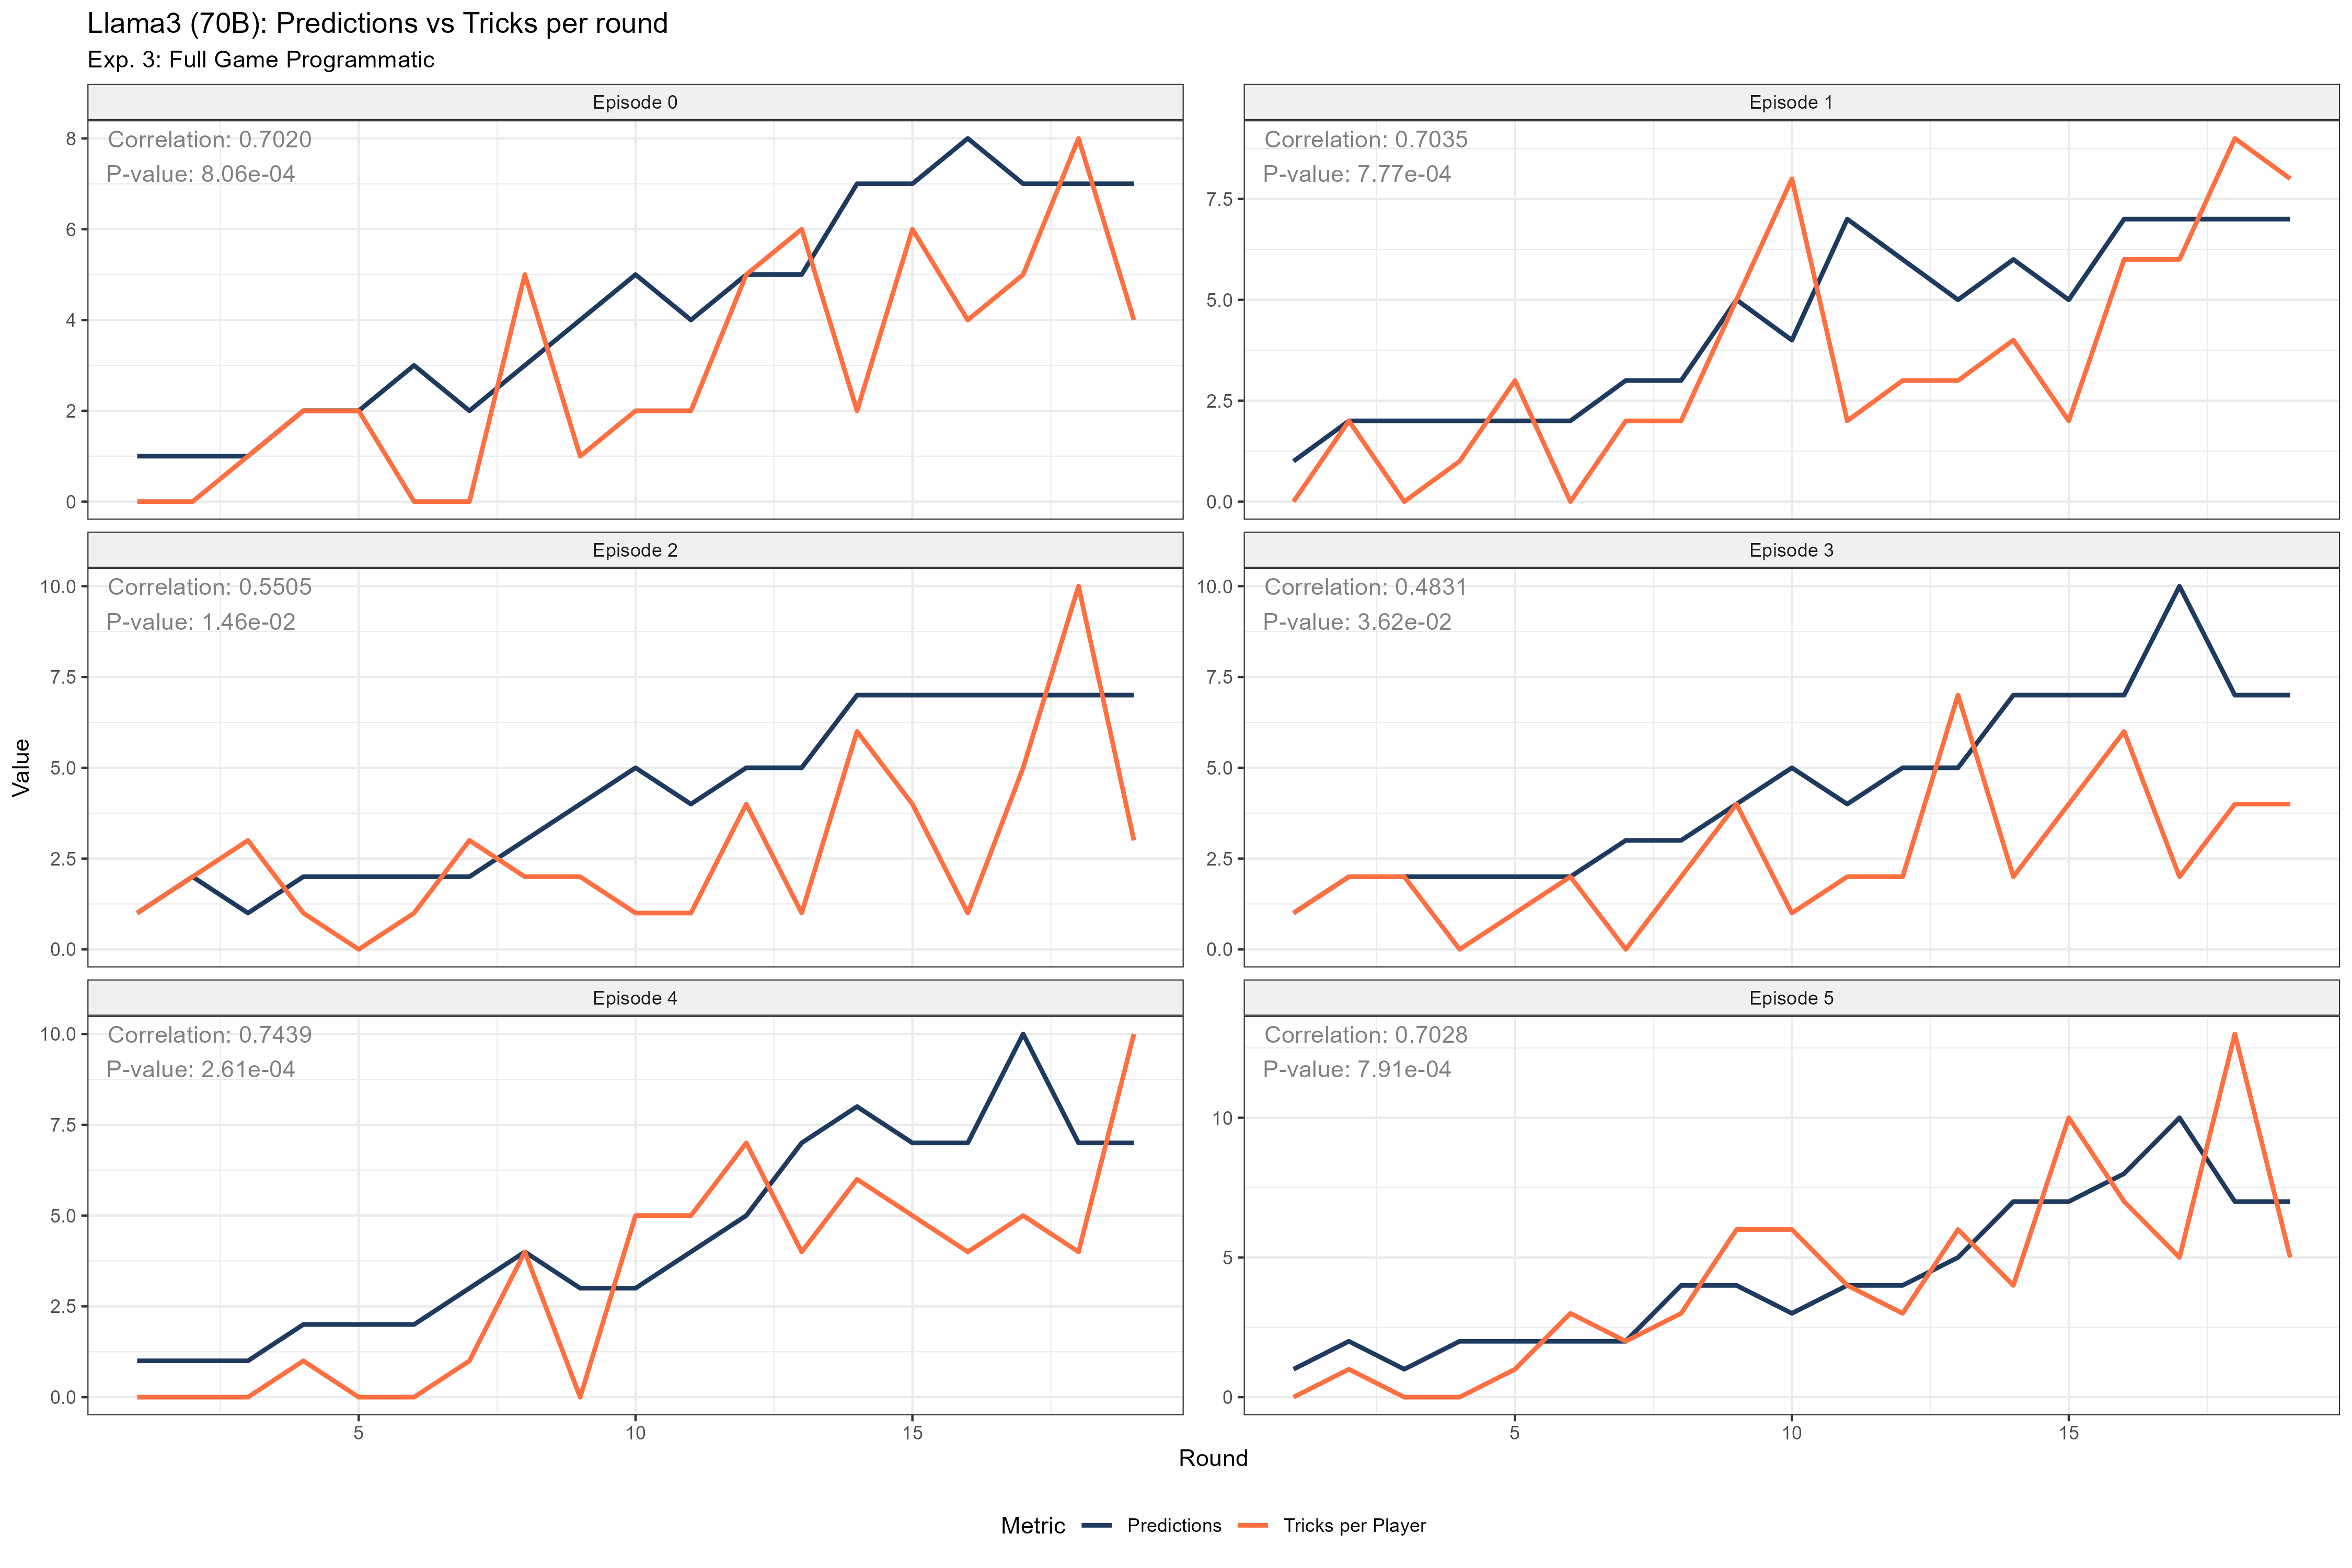 Llama3 (70B): Predictions vs Tricks per round
Exp. 3: Full Game Programmatic
Episode 0
Correlation: 0.7020
P-value: 8.06e-04
8
6
4
2
0
Episode 1
Correlation: 0.7035
P-value: 7.77e-04
7.5
5.0
2.5
0.0
Episode 2
Correlation: 0.5505
P-value: 1.46e-02
10.0
7.5
5.0
2.5
0.0
Episode 3
Correlation: 0.4831
P-value: 3.62e-02
10.0
7.5
5.0
2.5
0.0
Episode 4
Correlation: 0.7439
P-value: 2.61e-04
10.0
7.5
5.0
2.5
0.0
5 10 15
Episode 5
Correlation: 0.7028
P-value: 7.91e-04
10
5
0
5 10 15
Value
Round
Metric Predictions Tricks per Player